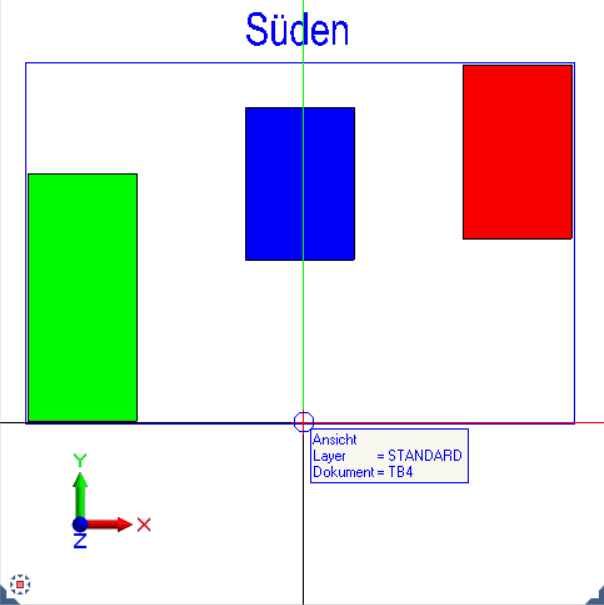 Süden
Ansicht
Layer = STANDARD
Dokument = TB4
Y
X
Z